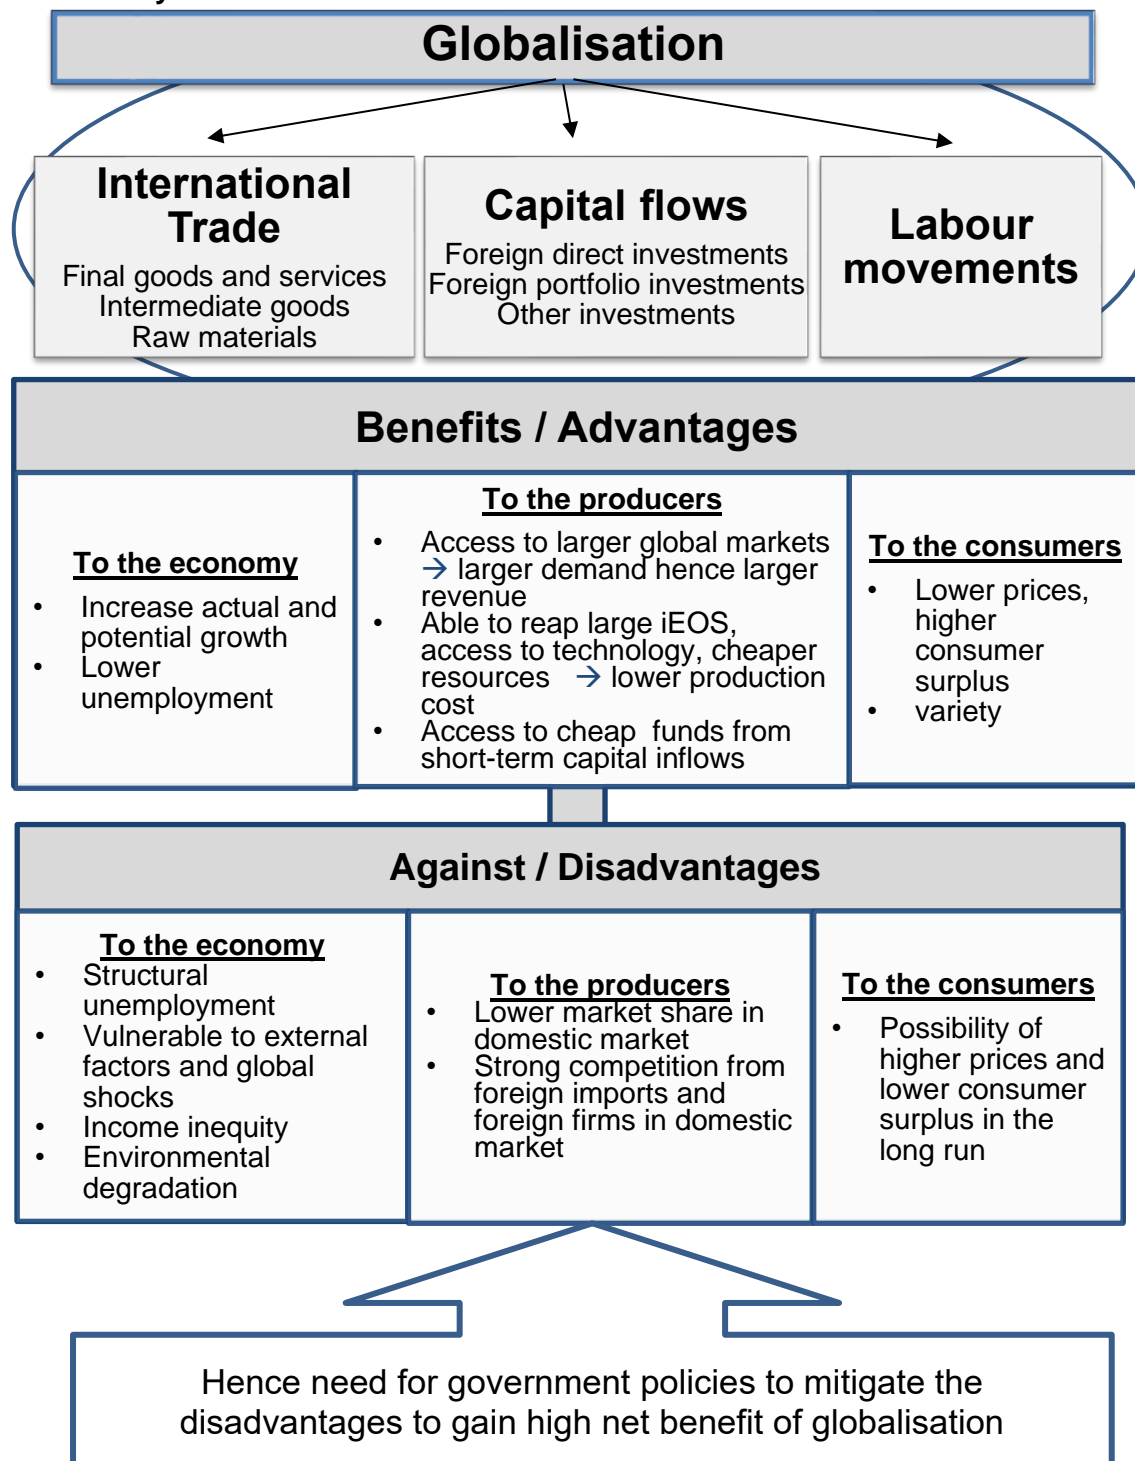 Globalisation
International
Trade
Final goods and services
Intermediate goods
Raw materials
Capital flows
Foreign direct investments
Foreign portfolio investments
Other investments
Labour
movements
Benefits / Advantages
To the economy
• Increase actual and
potential growth
• Lower
unemployment
To the producers
• Access to larger global markets
→ larger demand hence larger
revenue
• Able to reap large iEOS,
access to technology, cheaper
resources → lower production
cost
• Access to cheap funds from
short-term capital inflows
To the consumers
• Lower prices,
higher
consumer
surplus
• variety
Against / Disadvantages
To the economy
• Structural
unemployment
• Vulnerable to external
factors and global
shocks
• Income inequity
• Environmental
degradation
To the producers
• Lower market share in
domestic market
• Strong competition from
foreign imports and
foreign firms in domestic
market
To the consumers
• Possibility of
higher prices and
lower consumer
surplus in the
long run
Hence need for government policies to mitigate the
disadvantages to gain high net benefit of globalisation